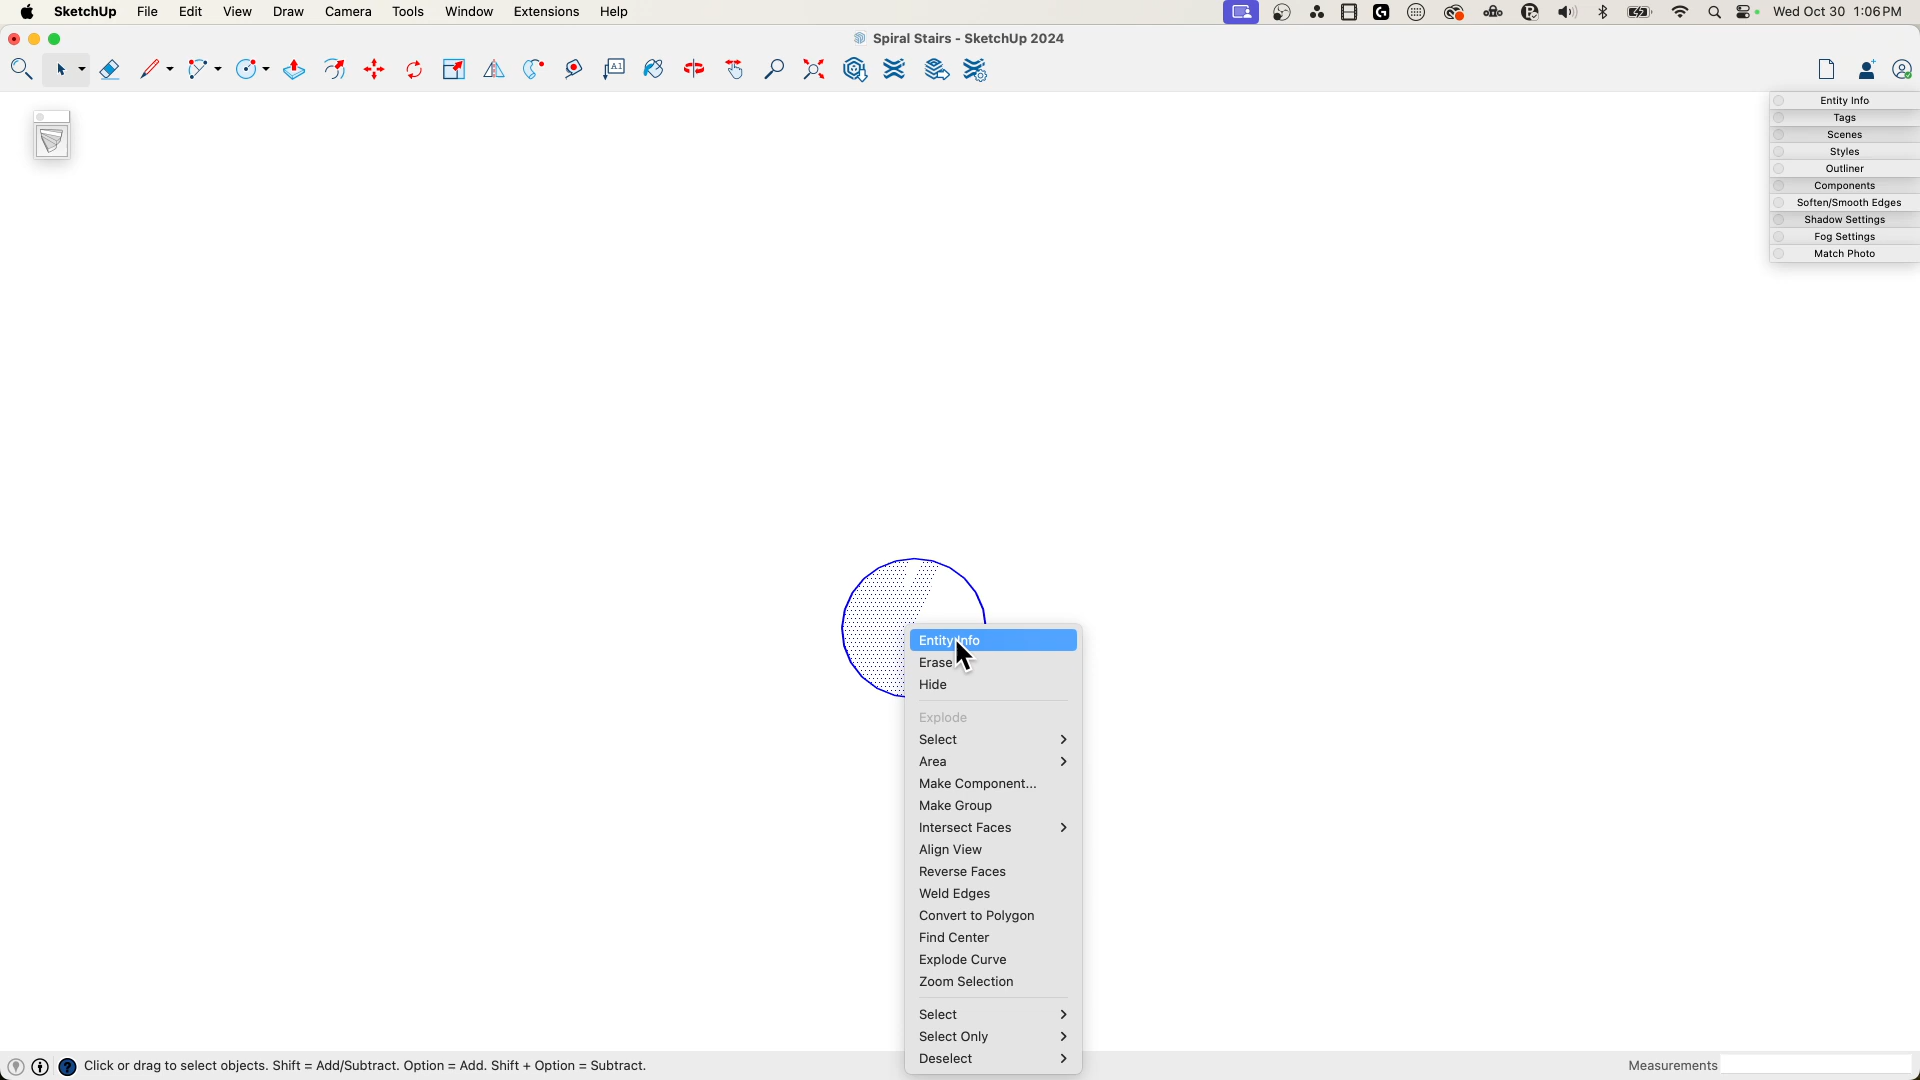 SketchUp File Edit View Draw Camera Tools Window Extensions Help Wed Oct 30 1:06 PM
Spiral Stairs - SketchUp 2024
A1
Entity Info
Tags
Scenes
Styles
Outliner
Components
Soften/Smooth Edges
Shadow Settings
Fog Settings
Match Photo
Entity Info
Erase
Hide
Explode
Select
Area
Make Component...
Make Group
Intersect Faces
Align View
Reverse Faces
Weld Edges
Convert to Polygon
Find Center
Explode Curve
Zoom Selection
Select
Select Only
Deselect
Click or drag to select objects. Shift = Add/Subtract. Option = Add. Shift + Option = Subtract. Measurements